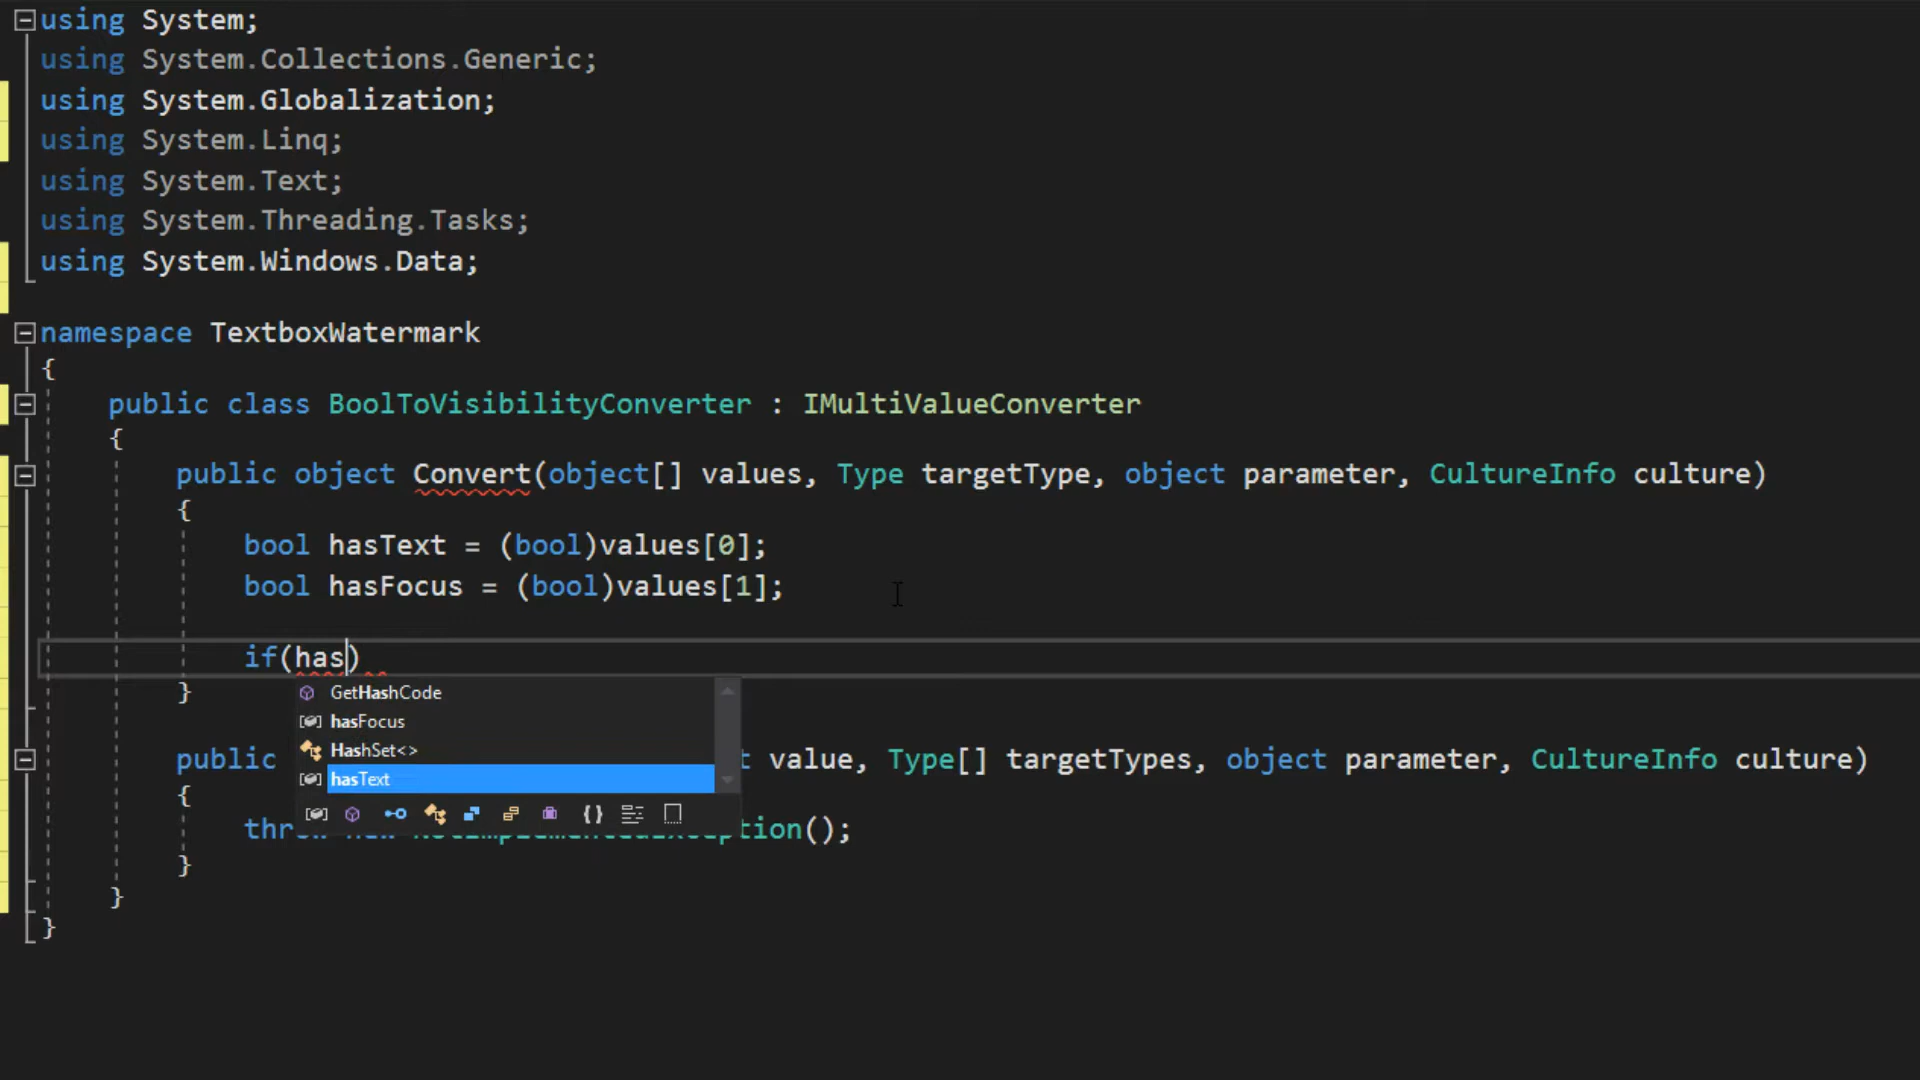 using System;
using System.Collections.Generic;
using System.Globalization;
using System.Linq;
using System.Text;
using System.Threading.Tasks;
using System.Windows.Data;
namespace TextboxWatermark
{
public class BoolToVisibilityConverter : IMultiValueConverter
{
public object Convert(object[] values, Type targetType, object parameter, CultureInfo culture)
{
bool hasText = (bool)values[0];
bool hasFocus = (bool)values[1];
if(has)
}
GetHashCode
hasFocus
HashSet<>
hasText
public t value, Type[] targetTypes, object parameter, CultureInfo culture)
{
throw new NotImplementedException();
}
}
}